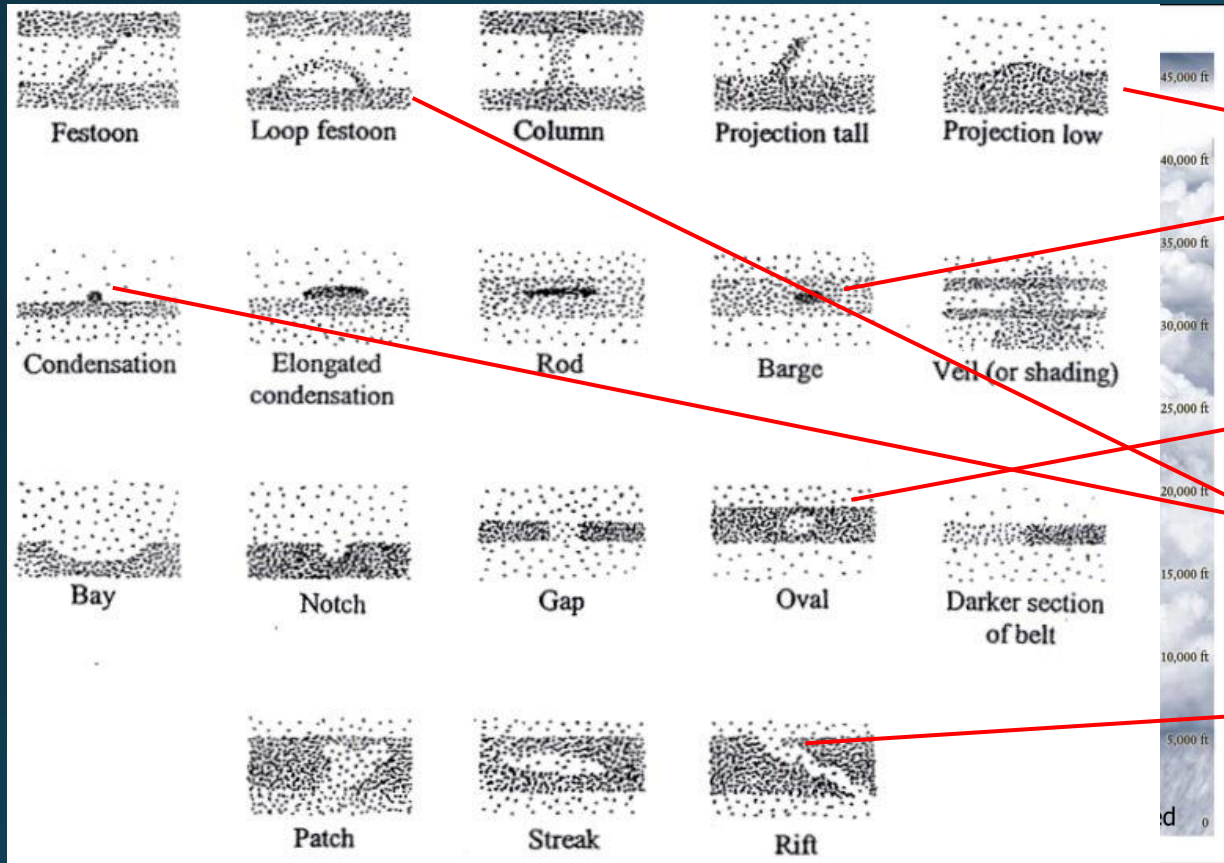 Festoon
Loop festoon
Column
Projection tall
Projection low
Condensation
Elongated
condensation
Rod
Barge
Veil (or shading)
Bay
Notch
Gap
Oval
Darker section
of belt
Patch
Streak
Rift
45,000 ft
40,000 ft
35,000 ft
30,000 ft
25,000 ft
20,000 ft
15,000 ft
10,000 ft
5,000 ft
ed 0